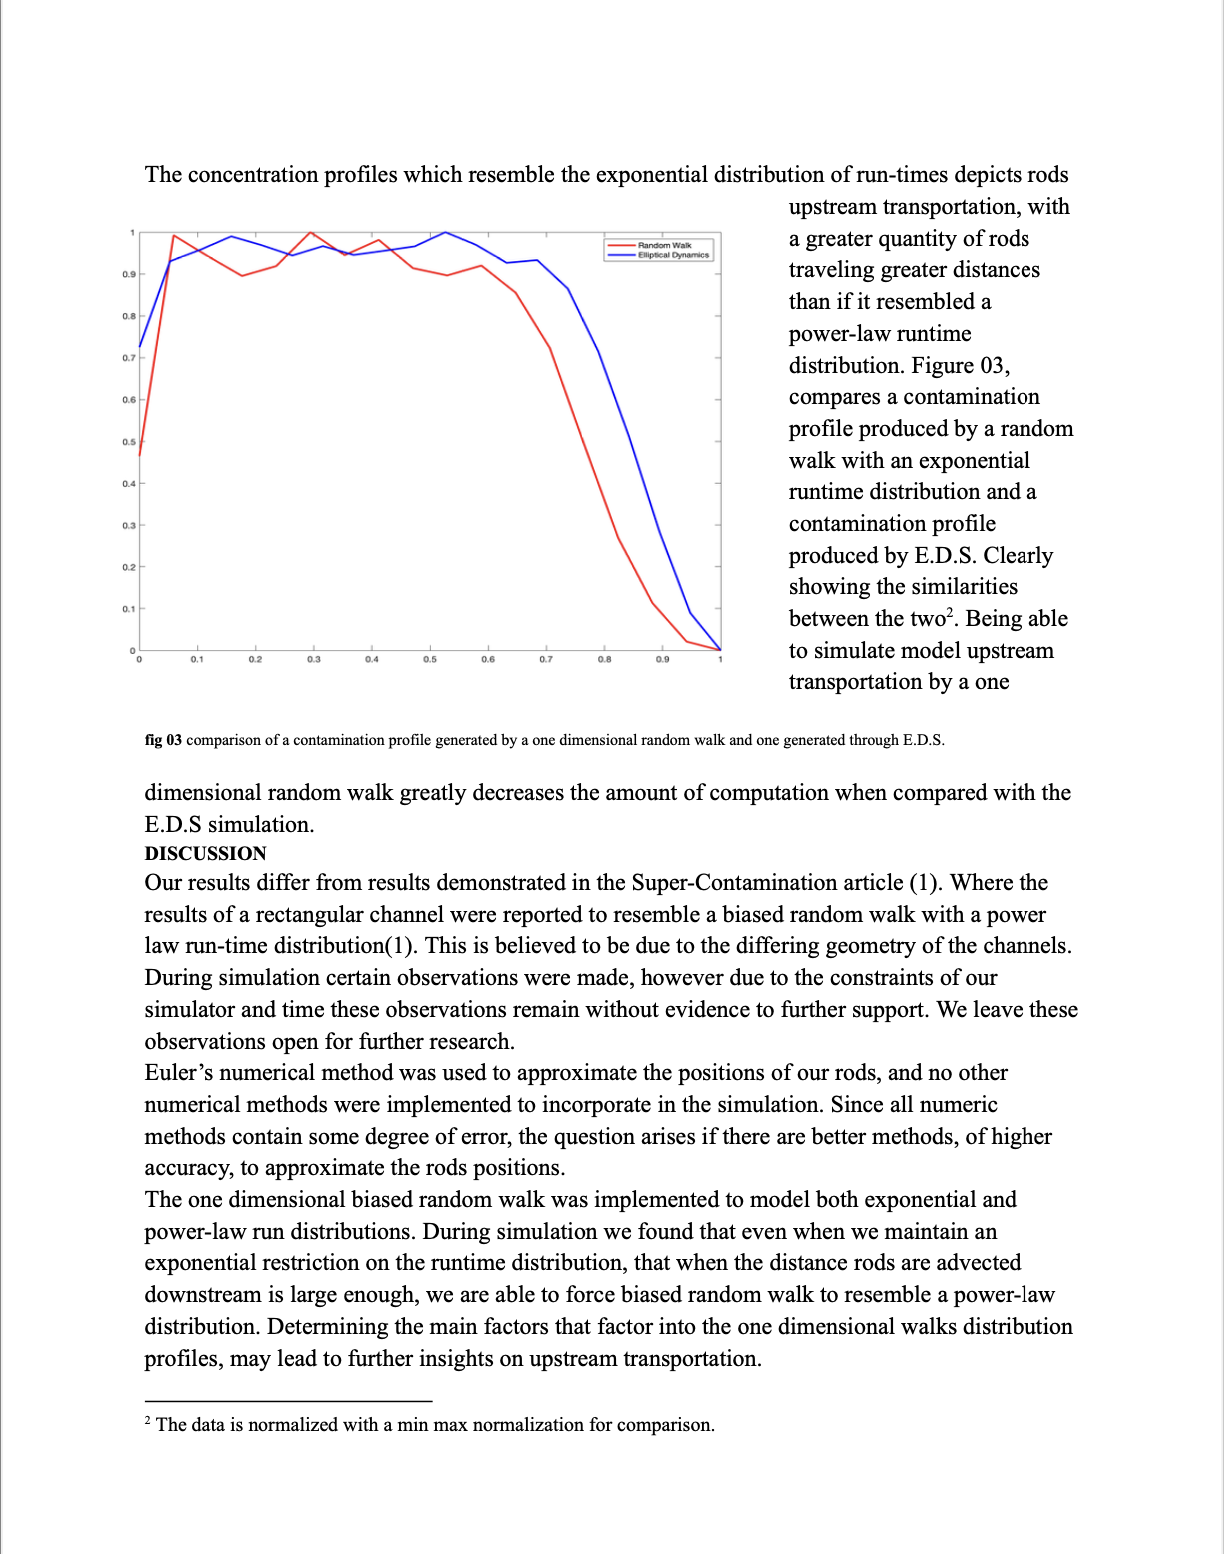 The concentration profiles which resemble the exponential distribution of run-times depicts rods
upstream transportation, with
a greater quantity of rods
traveling greater distances
than if it resembled a
power-law runtime
distribution. Figure 03,
compares a contamination
profile produced by a random
walk with an exponential
runtime distribution and a
contamination profile
produced by E.D.S. Clearly
showing the similarities
between the two². Being able
to simulate model upstream
transportation by a one
Random Walk
Elliptical Dynamics
1
0.9
0.8
0.7
0.6
0.5
0.4
0.3
0.2
0.1
0
0 0.1 0.2 0.3 0.4 0.5 0.6 0.7 0.8 0.9 1
fig 03 comparison of a contamination profile generated by a one dimensional random walk and one generated through E.D.S.
dimensional random walk greatly decreases the amount of computation when compared with the
E.D.S simulation.
DISCUSSION
Our results differ from results demonstrated in the Super-Contamination article (1). Where the
results of a rectangular channel were reported to resemble a biased random walk with a power
law run-time distribution(1). This is believed to be due to the differing geometry of the channels.
During simulation certain observations were made, however due to the constraints of our
simulator and time these observations remain without evidence to further support. We leave these
observations open for further research.
Euler’s numerical method was used to approximate the positions of our rods, and no other
numerical methods were implemented to incorporate in the simulation. Since all numeric
methods contain some degree of error, the question arises if there are better methods, of higher
accuracy, to approximate the rods positions.
The one dimensional biased random walk was implemented to model both exponential and
power-law run distributions. During simulation we found that even when we maintain an
exponential restriction on the runtime distribution, that when the distance rods are advected
downstream is large enough, we are able to force biased random walk to resemble a power-law
distribution. Determining the main factors that factor into the one dimensional walks distribution
profiles, may lead to further insights on upstream transportation.
² The data is normalized with a min max normalization for comparison.